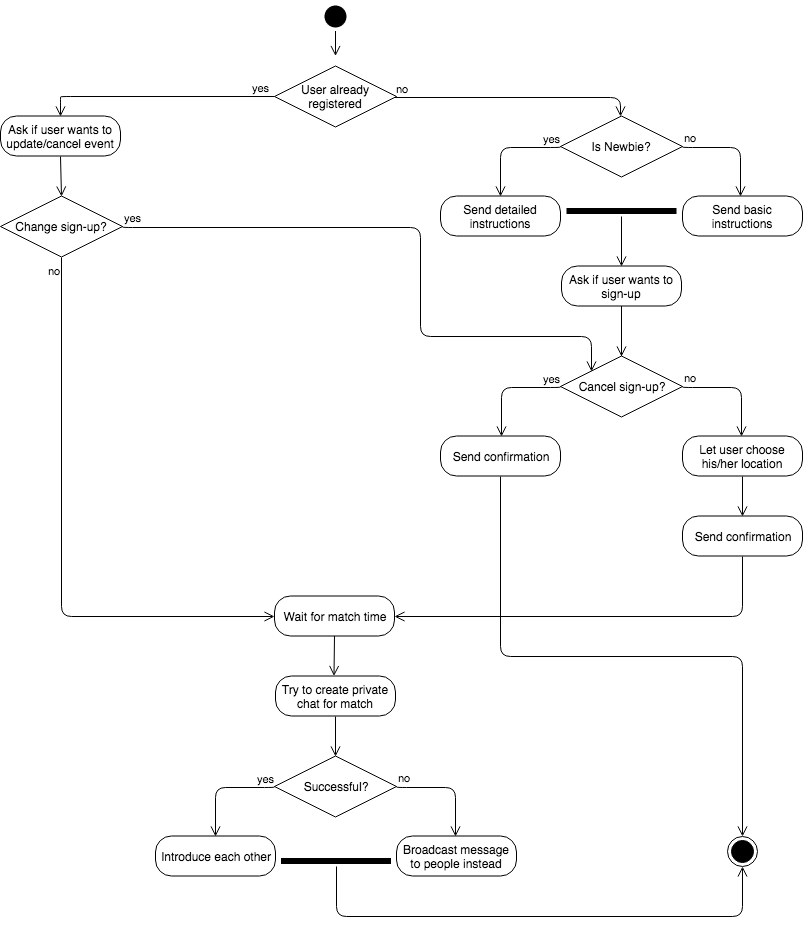 User already
registered
yes
no
Ask if user wants to
update/cancel event
Is Newbie?
yes
no
Send detailed
instructions
Send basic
instructions
Change sign-up?
yes
no
Ask if user wants to
sign-up
Cancel sign-up?
yes
no
Send confirmation
Let user choose
his/her location
Send confirmation
Wait for match time
Try to create private
chat for match
Successful?
yes
no
Introduce each other
Broadcast message
to people instead